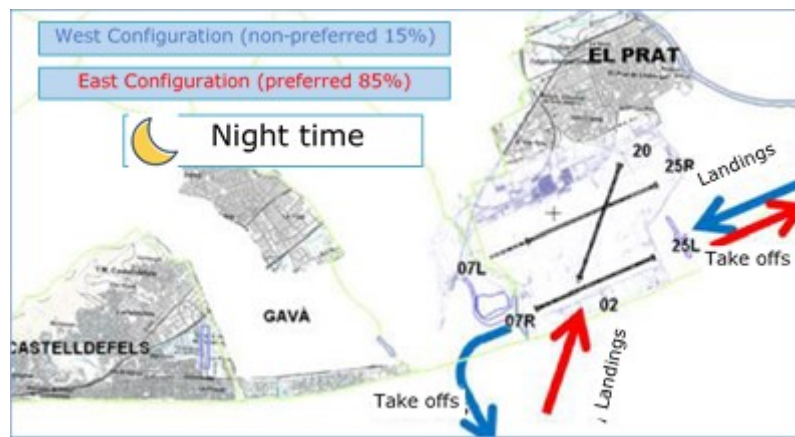 West Configuration (non-preferred 15%)
East Configuration (preferred 85%)
Night time
EL PRAT
20
25R
Landings
25L
Take offs
07L
07R
02
GAVÀ
CASTELLDEFELS
Take offs
Landings